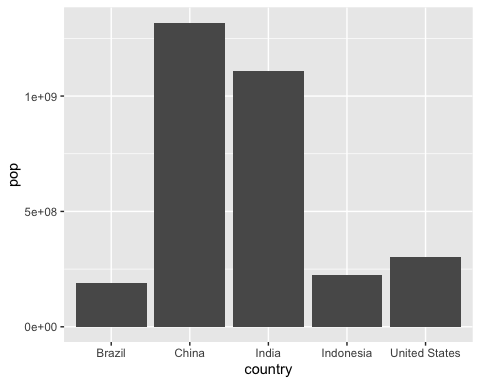 pop
1e+09
5e+08
0e+00
Brazil
China
India
Indonesia
United States
country